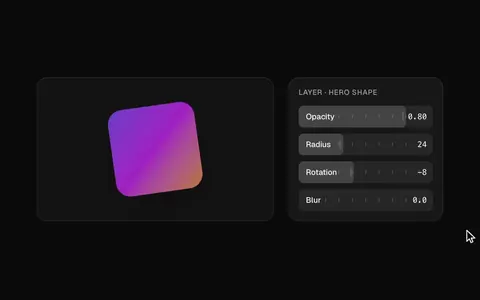 LAYER · HERO SHAPE
Opacity 0.80
Radius 24
Rotation -8
Blur 0.0